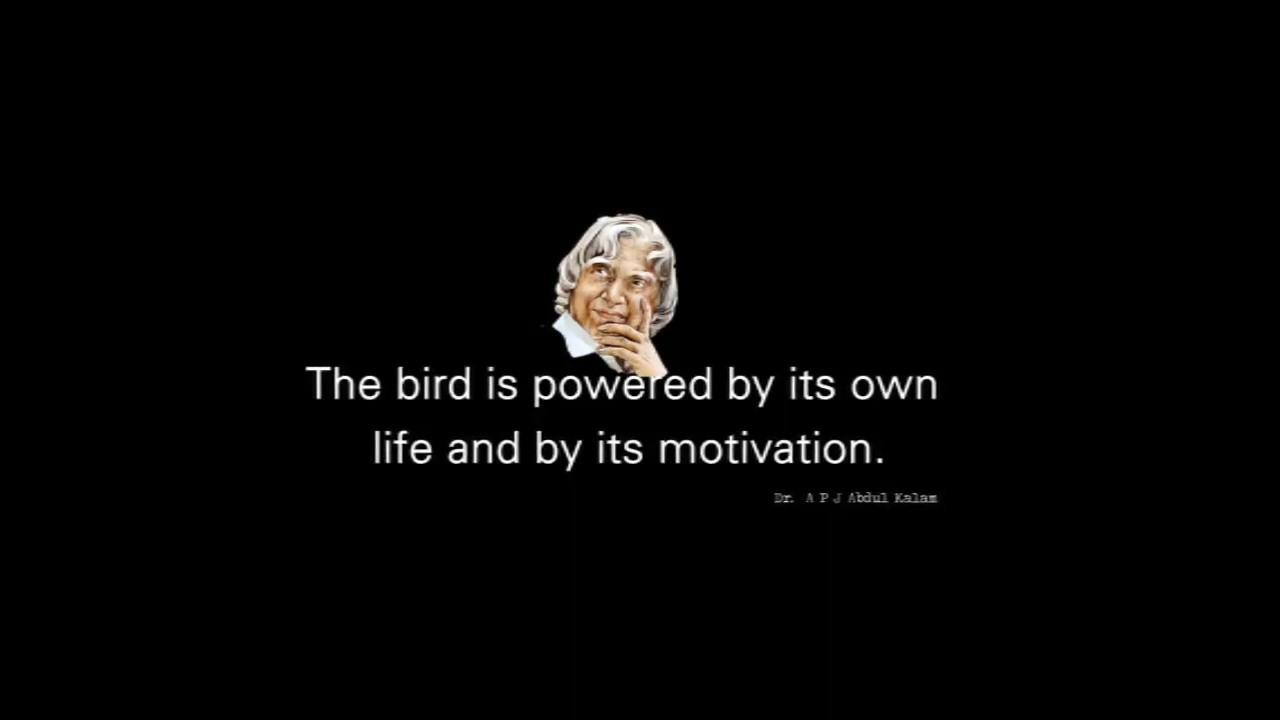 The bird is powered by its own
life and by its motivation.
Dr. A P J Abdul Kalam